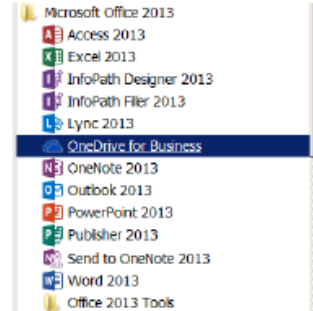 Microsoft Office 2013
Access 2013
Excel 2013
InfoPath Designer 2013
InfoPath Filler 2013
Lync 2013
OneDrive for Business
OneNote 2013
Outlook 2013
PowerPoint 2013
Publisher 2013
Send to OneNote 2013
Word 2013
Office 2013 Tools